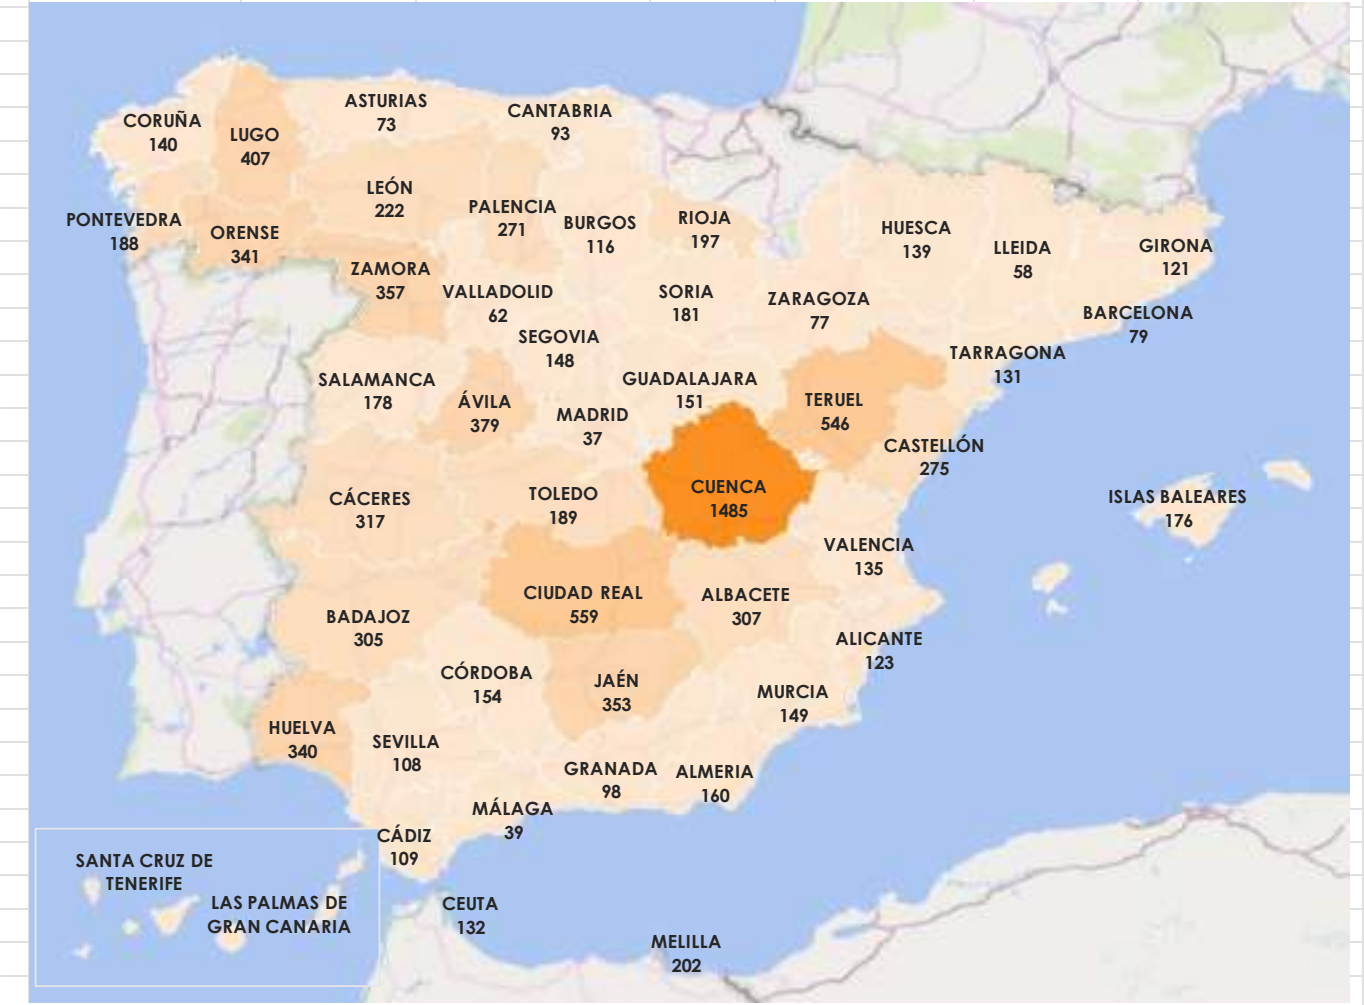 ASTURIAS
73
CANTABRIA
93
CORUÑA
140
LUGO
407
LEÓN
222
PALENCIA
271
BURGOS
116
RIOJA
197
PONTEVEDRA
188
ORENSE
341
HUESCA
139
LLEIDA
58
GIRONA
121
ZAMORA
357
VALLADOLID
62
SORIA
181
ZARAGOZA
77
BARCELONA
79
SEGOVIA
148
TARRAGONA
131
SALAMANCA
178
GUADALAJARA
151
ÁVILA
379
MADRID
37
TERUEL
546
CASTELLÓN
275
CUENCA
1485
CÁCERES
317
TOLEDO
189
ISLAS BALEARES
176
VALENCIA
135
CIUDAD REAL
559
ALBACETE
307
BADAJOZ
305
ALICANTE
123
CÓRDOBA
154
JAÉN
353
MURCIA
149
HUELVA
340
SEVILLA
108
GRANADA
98
ALMERIA
160
MÁLAGA
39
CÁDIZ
109
SANTA CRUZ DE
TENERIFE
LAS PALMAS DE
GRAN CANARIA
CEUTA
132
MELILLA
202